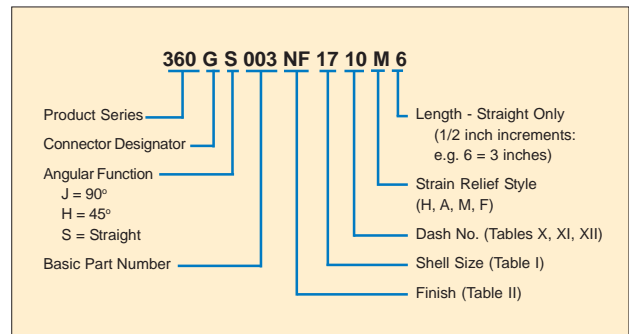 360 G S 003 NF 17 10 M 6
Product Series
Connector Designator
Angular Function
J = 90°
H = 45°
S = Straight
Basic Part Number
Length - Straight Only
(1/2 inch increments:
e.g. 6 = 3 inches)
Strain Relief Style
(H, A, M, F)
Dash No. (Tables X, XI, XII)
Shell Size (Table I)
Finish (Table II)